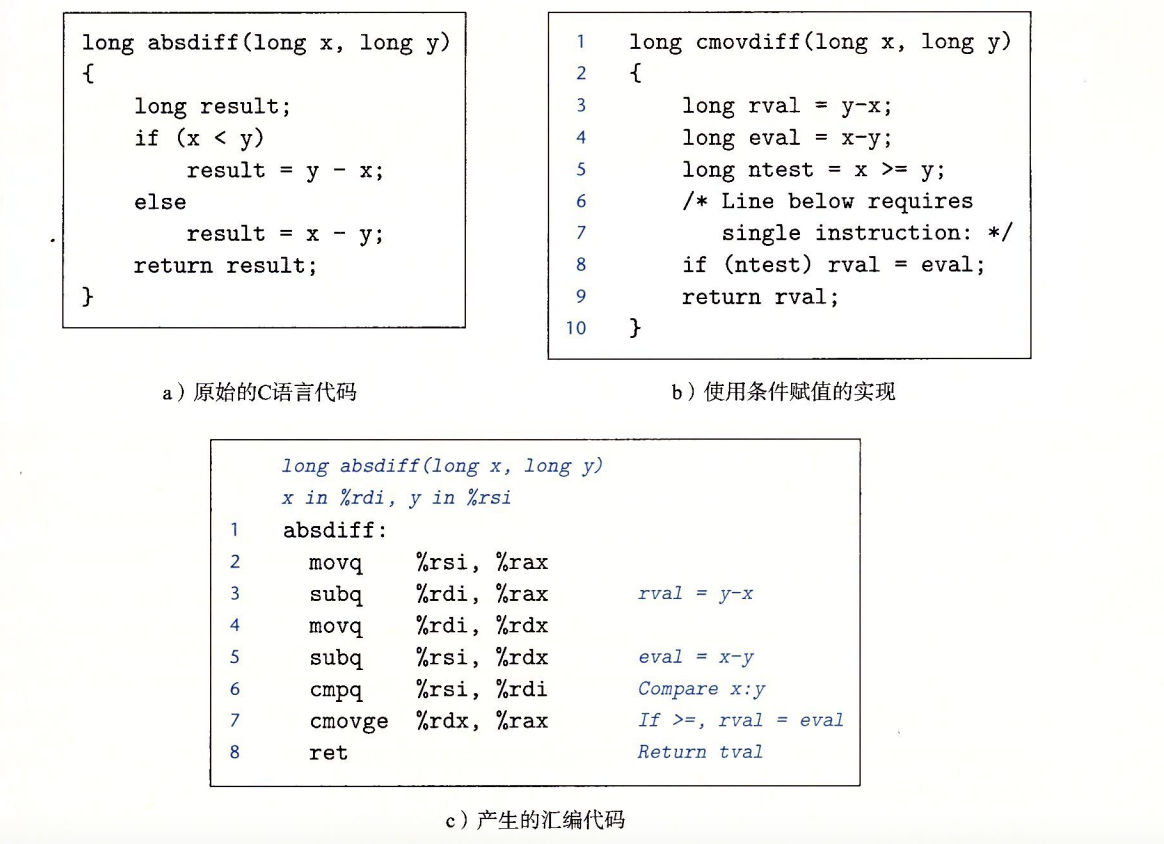 long absdiff(long x, long y)
{
    long result;
    if (x < y)
        result = y - x;
    else
        result = x - y;
    return result;
}
a）原始的C语言代码
1 long cmovdiff(long x, long y)
2 {
3     long rval = y-x;
4     long eval = x-y;
5     long ntest = x >= y;
6     /* Line below requires
7        single instruction: */
8     if (ntest) rval = eval;
9     return rval;
10 }
b）使用条件赋值的实现
long absdiff(long x, long y)
x in %rdi, y in %rsi
1 absdiff:
2   movq    %rsi, %rax
3   subq    %rdi, %rax    rval = y-x
4   movq    %rdi, %rdx
5   subq    %rsi, %rdx    eval = x-y
6   cmpq    %rsi, %rdi    Compare x:y
7   cmovge  %rdx, %rax    If >=, rval = eval
8   ret    Return tval
c）产生的汇编代码